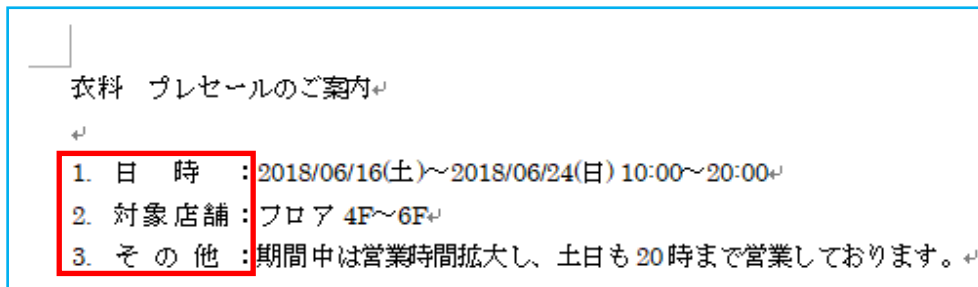 衣料　プレセールのご案内↵
↵
1. 日　時　：2018/06/16(土)～2018/06/24(日) 10:00～20:00↵
2. 対象店舗：フロア 4F～6F↵
3. そ の 他 ：期間中は営業時間拡大し、土日も 20 時まで営業しております。↵